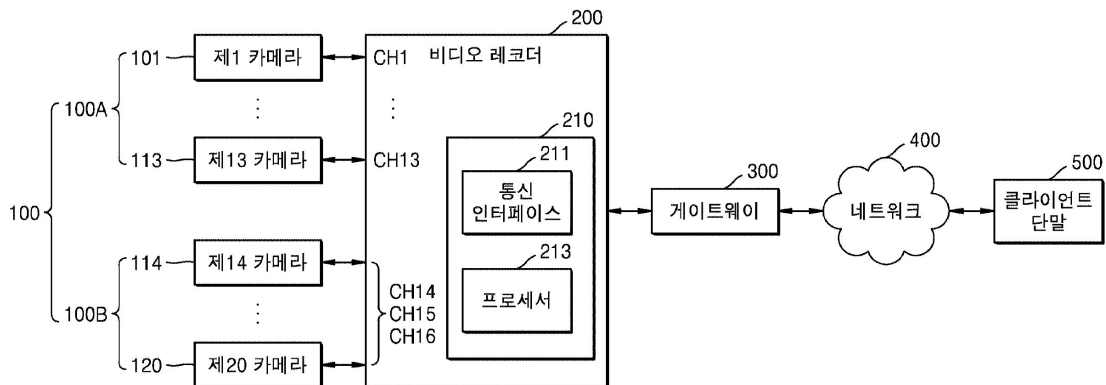 200
101
제1 카메라
CH1
비디오 레코더
100A
⋮
⋮
210
113
제13 카메라
CH13
211
통신
인터페이스
400
500
300
100
게이트웨이
네트워크
클라이언트
단말
114
제14 카메라
213
프로세서
CH14
CH15
CH16
100B
⋮
120
제20 카메라